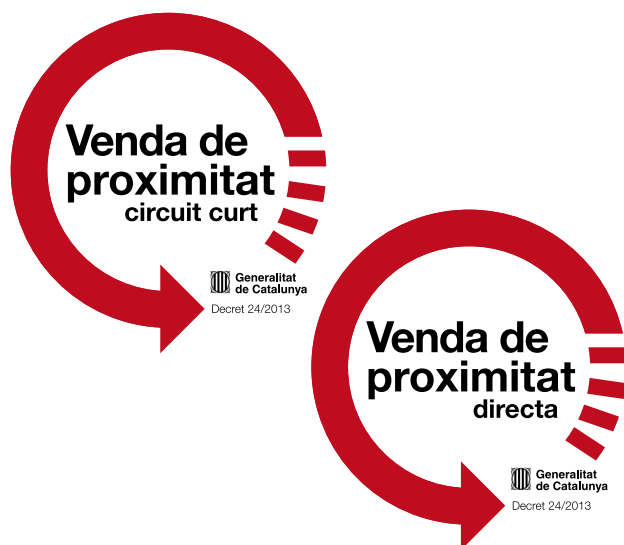 Venda de
proximitat
circuit curt
Generalitat
de Catalunya
Decret 24/2013
Venda de
proximitat
directa
Generalitat
de Catalunya
Decret 24/2013